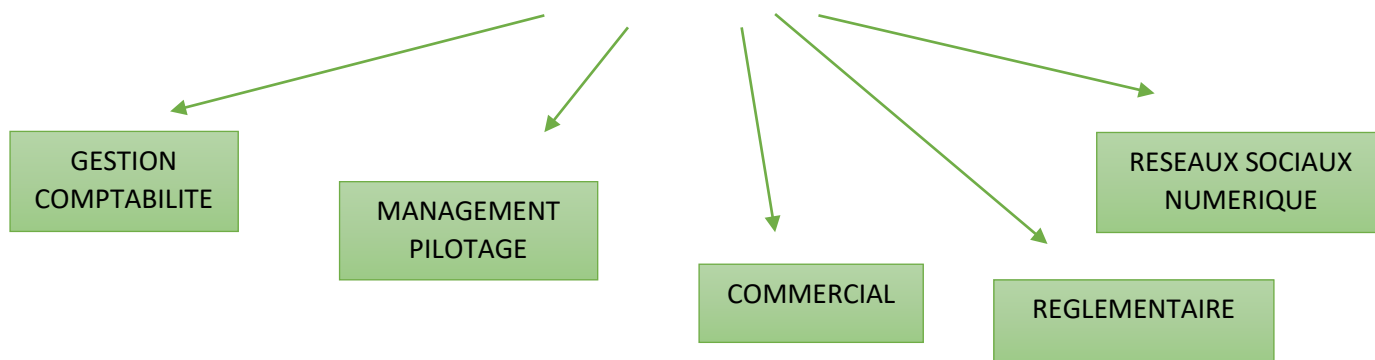 GESTION
COMPTABILITE
MANAGEMENT
PILOTAGE
COMMERCIAL
REGLEMENTAIRE
RESEAUX SOCIAUX
NUMERIQUE